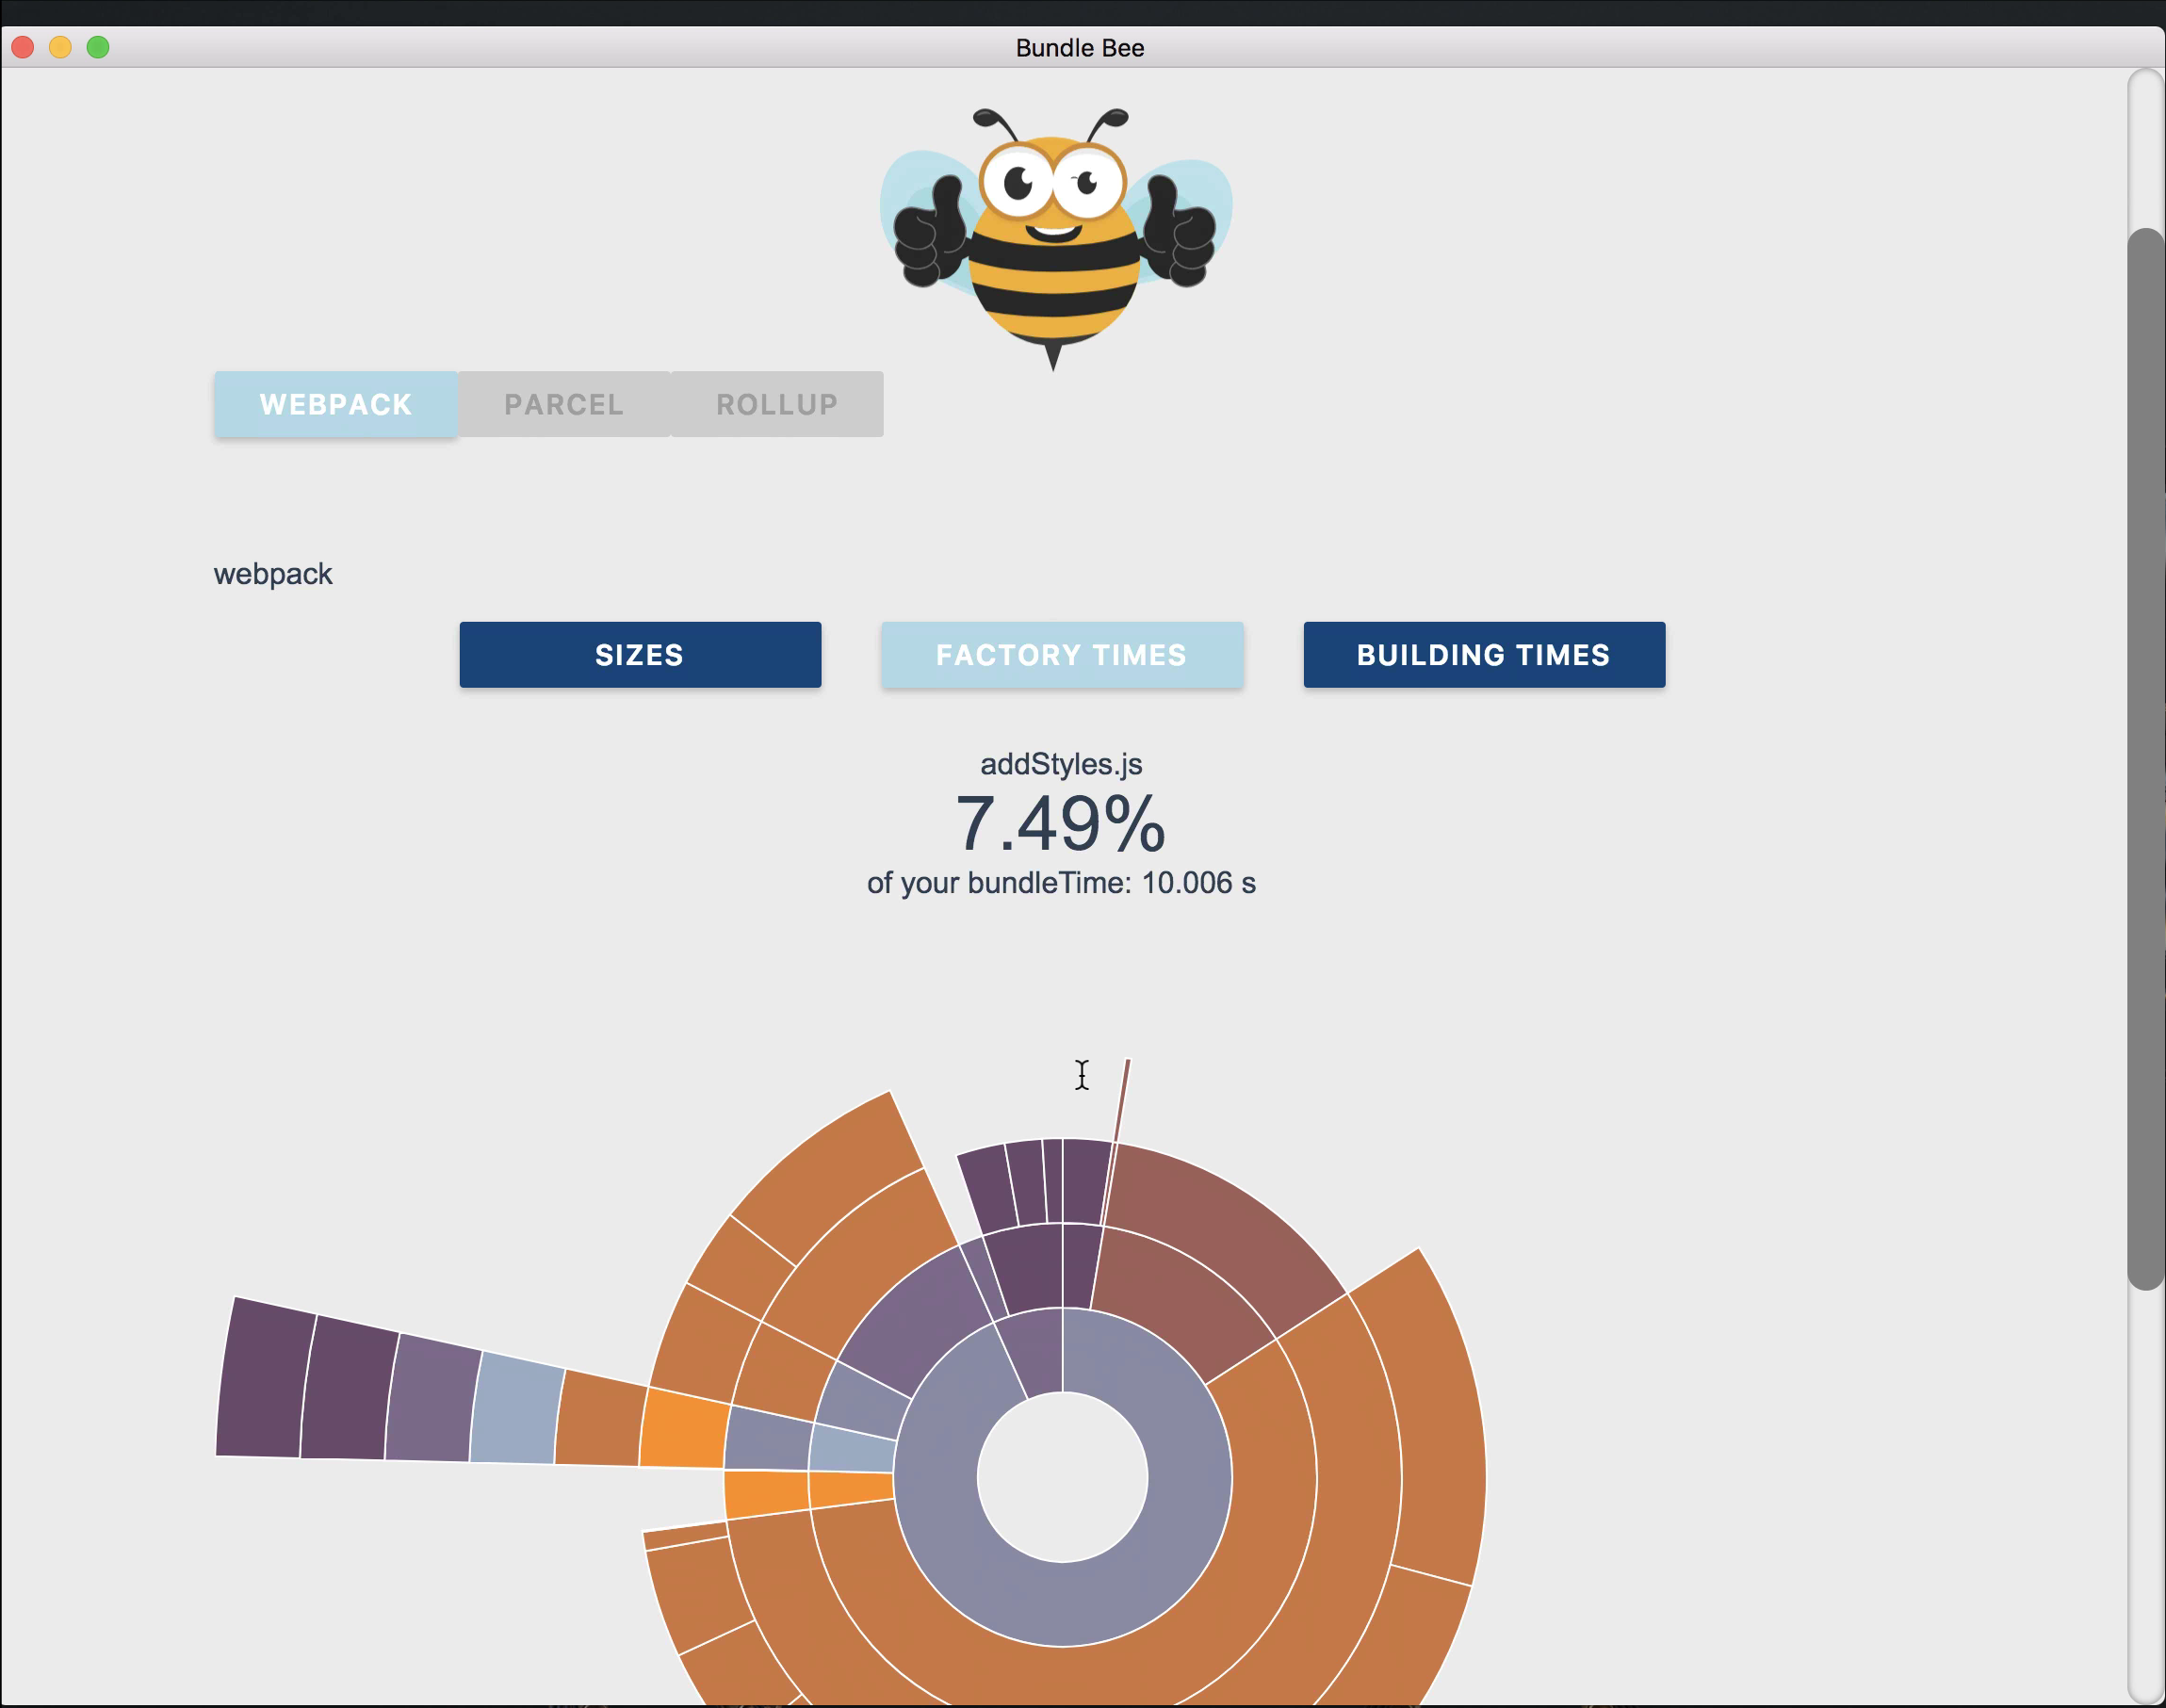 Bundle Bee
WEBPACK PARCEL ROLLUP
webpack
SIZES FACTORY TIMES BUILDING TIMES
addStyles.js
7.49%
of your bundleTime: 10.006 s